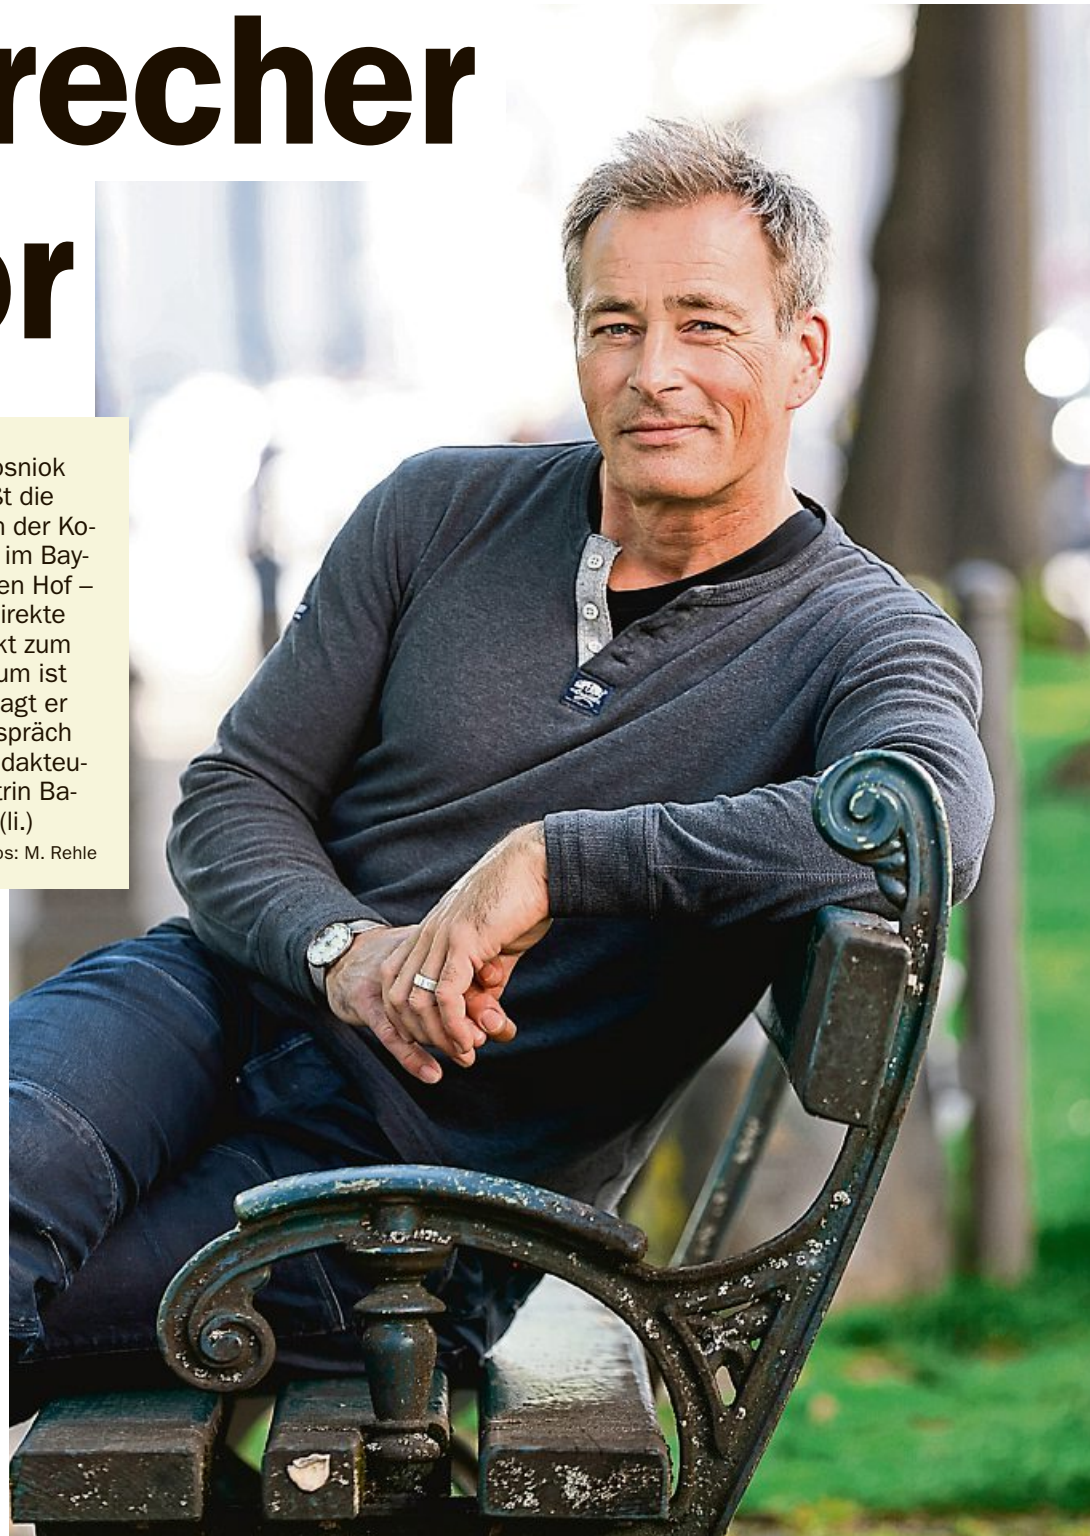 recher
or
osniok
ßt die
n der Ko-
im Bay-
en Hof –
irekte
kt zum
um ist
agt er
spräch
dakteu-
trin Ba-
(li.)
os: M. Rehle